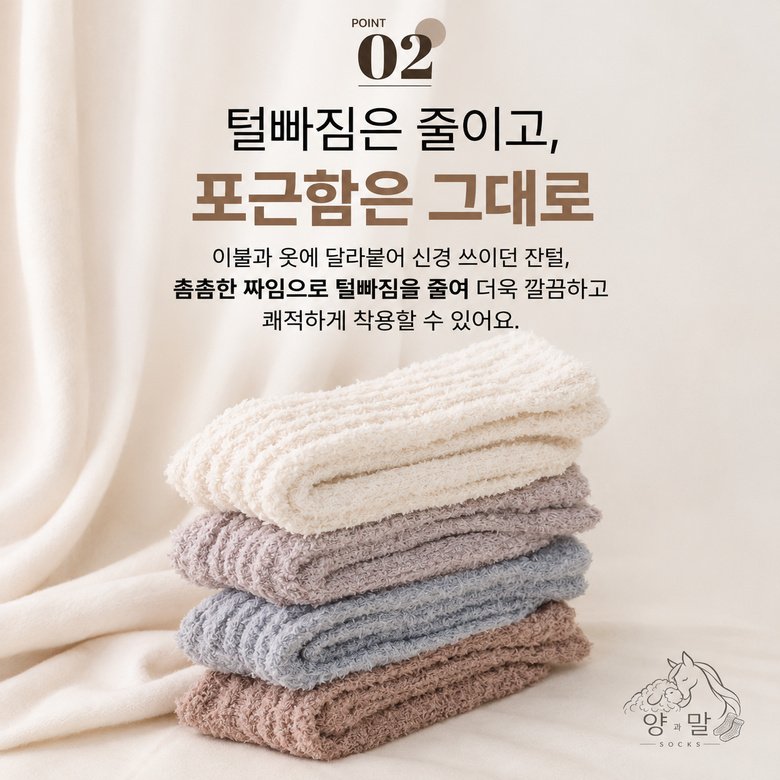 POINT
02
털빠짐은 줄이고,
포근함은 그대로
이불과 옷에 달라붙어 신경 쓰이던 잔털,
촘촘한 짜임으로 털빠짐을 줄여 더욱 깔끔하고
쾌적하게 착용할 수 있어요.
양과말
SOCKS